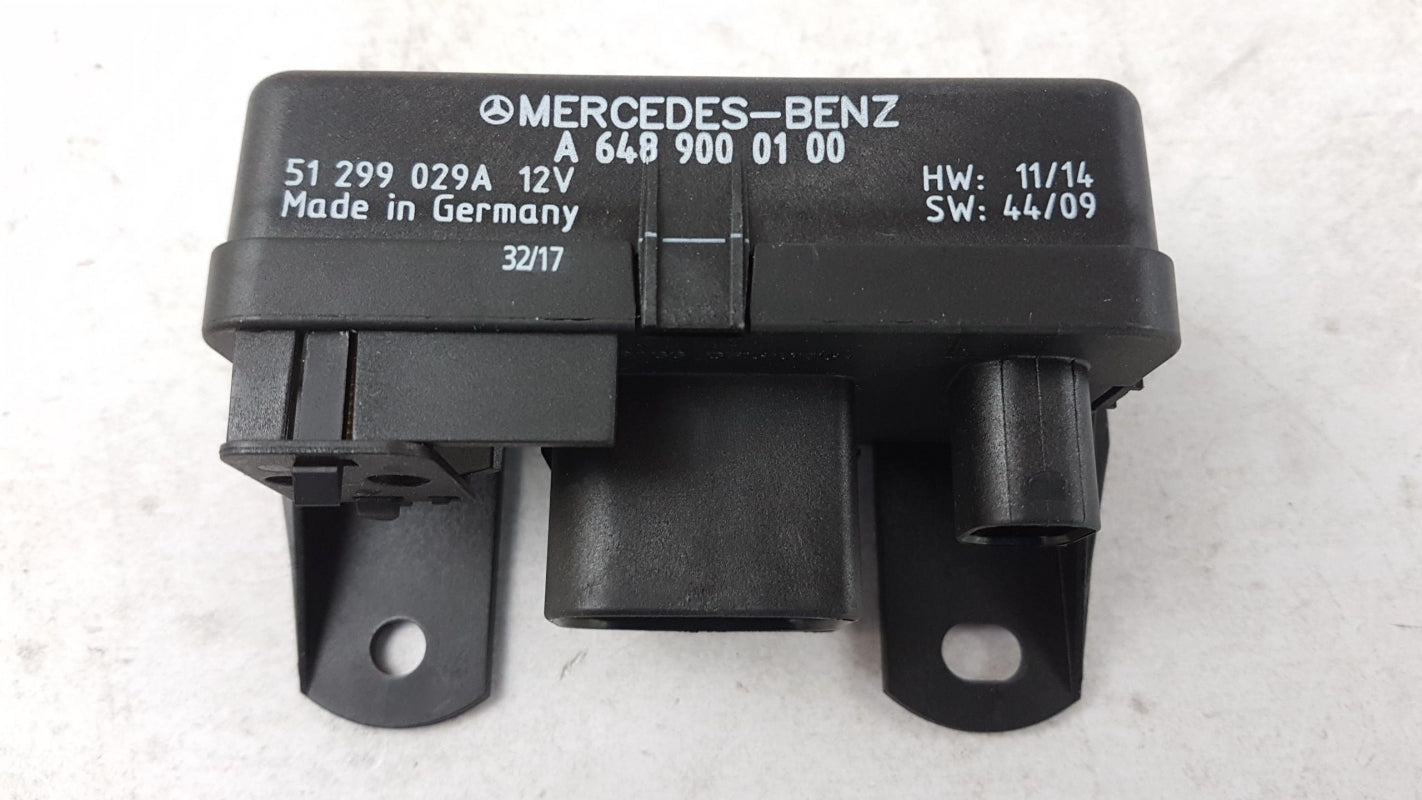 MERCEDES-BENZ
A 648 900 01 00
51 299 029A 12V
Made in Germany
HW: 11/14
SW: 44/09
32/17